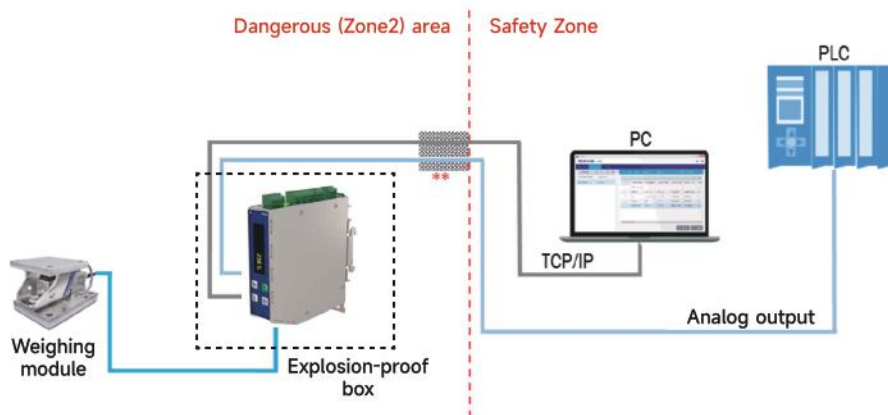 Dangerous (Zone2) area
Safety Zone
PLC
PC
**
TCP/IP
Analog output
Weighing
module
Explosion-proof
box